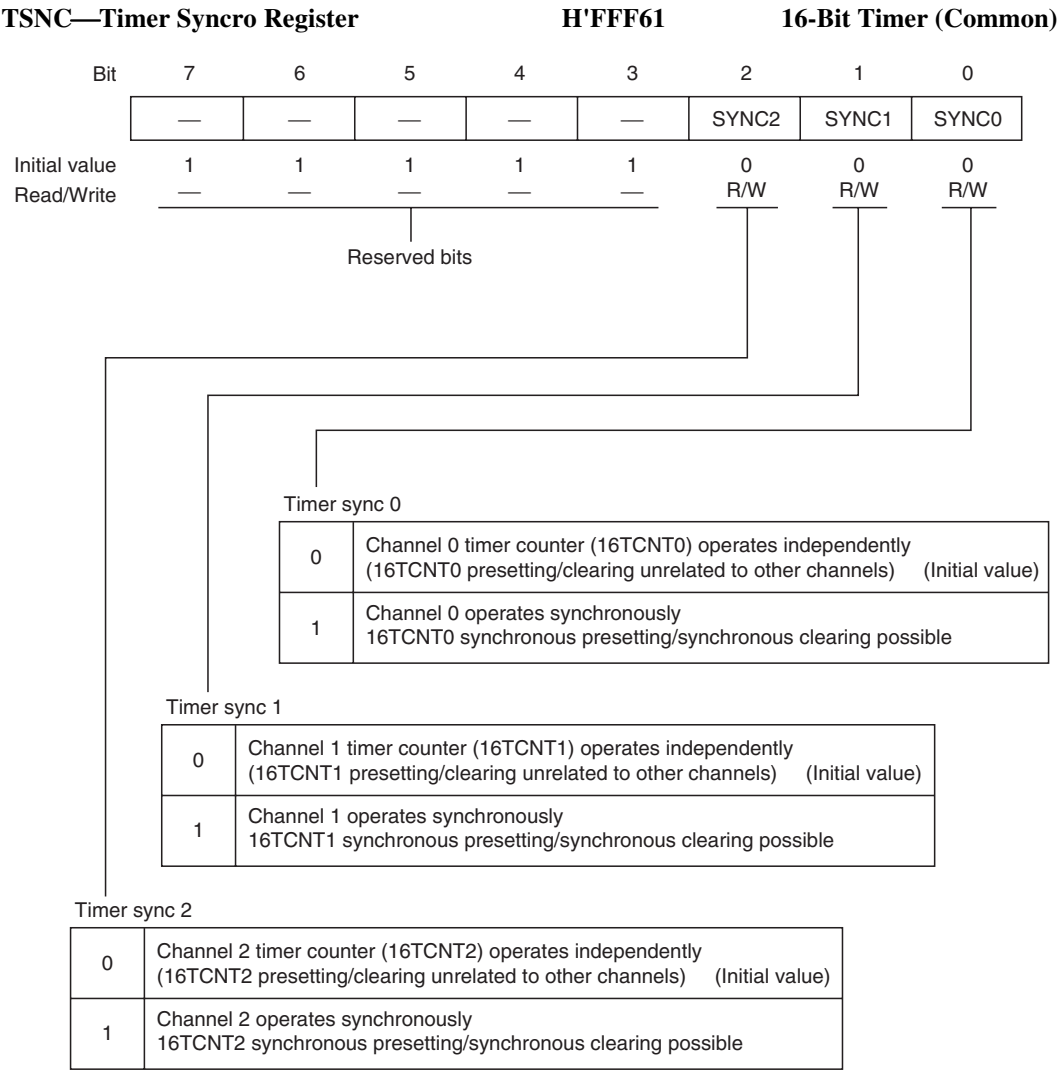 TSNC—Timer Syncro Register H'FFF61 16-Bit Timer (Common)
Bit 7 6 5 4 3 2 1 0
— — — — — SYNC2 SYNC1 SYNC0
Initial value 1 1 1 1 1 0 0 0
Read/Write — — — — — R/W R/W R/W
Reserved bits
Timer sync 0
0 Channel 0 timer counter (16TCNT0) operates independently
(16TCNT0 presetting/clearing unrelated to other channels) (Initial value)
1 Channel 0 operates synchronously
16TCNT0 synchronous presetting/synchronous clearing possible
Timer sync 1
0 Channel 1 timer counter (16TCNT1) operates independently
(16TCNT1 presetting/clearing unrelated to other channels) (Initial value)
1 Channel 1 operates synchronously
16TCNT1 synchronous presetting/synchronous clearing possible
Timer sync 2
0 Channel 2 timer counter (16TCNT2) operates independently
(16TCNT2 presetting/clearing unrelated to other channels) (Initial value)
1 Channel 2 operates synchronously
16TCNT2 synchronous presetting/synchronous clearing possible